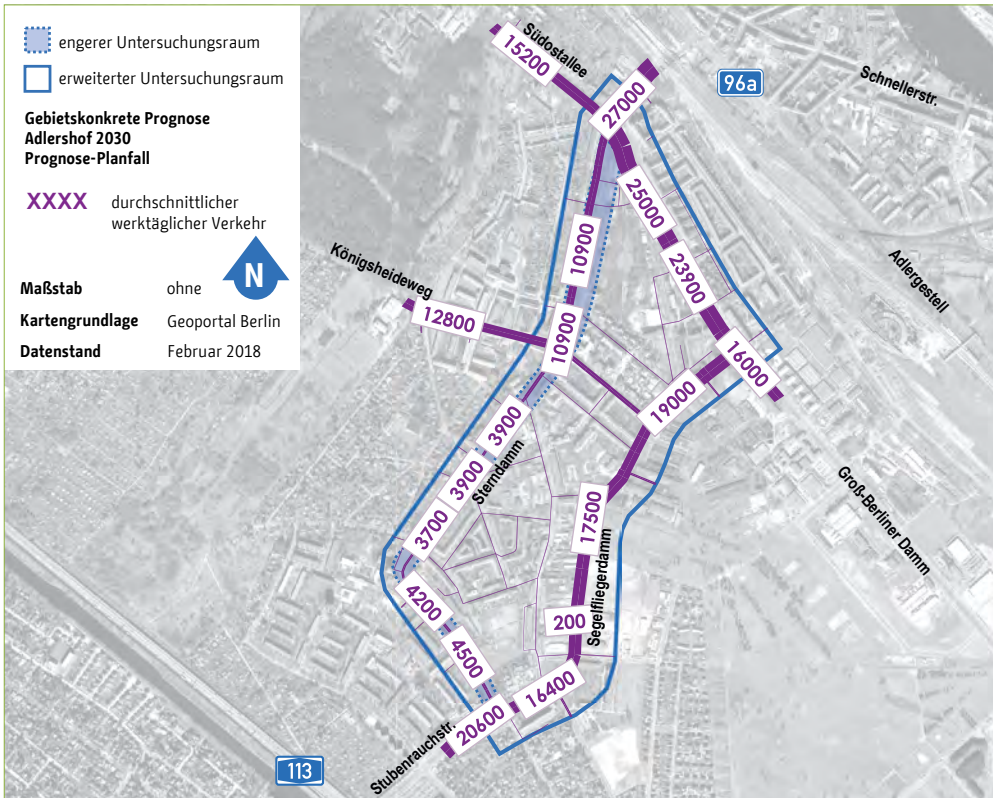 engerer Untersuchungsraum
erweiterter Untersuchungsraum
Gebietskonkrete Prognose
Adlershof 2030
Prognose-Planfall
XXXX
durchschnittlicher
werktäglicher Verkehr
N
Maßstab ohne
Kartengrundlage Geoportal Berlin
Datenstand Februar 2018
Südostallee
15200
27000
96a
Schnellerstr.
25000
10900
23900
Adlergestell
Königsheideweg
12800
10900
16000
19000
3900
3900
Sterndamm
3700
17500
Segelfliegerdamm
Groß-Berliner Damm
4200
200
4500
16400
20600
Stubenrauchstr.
113